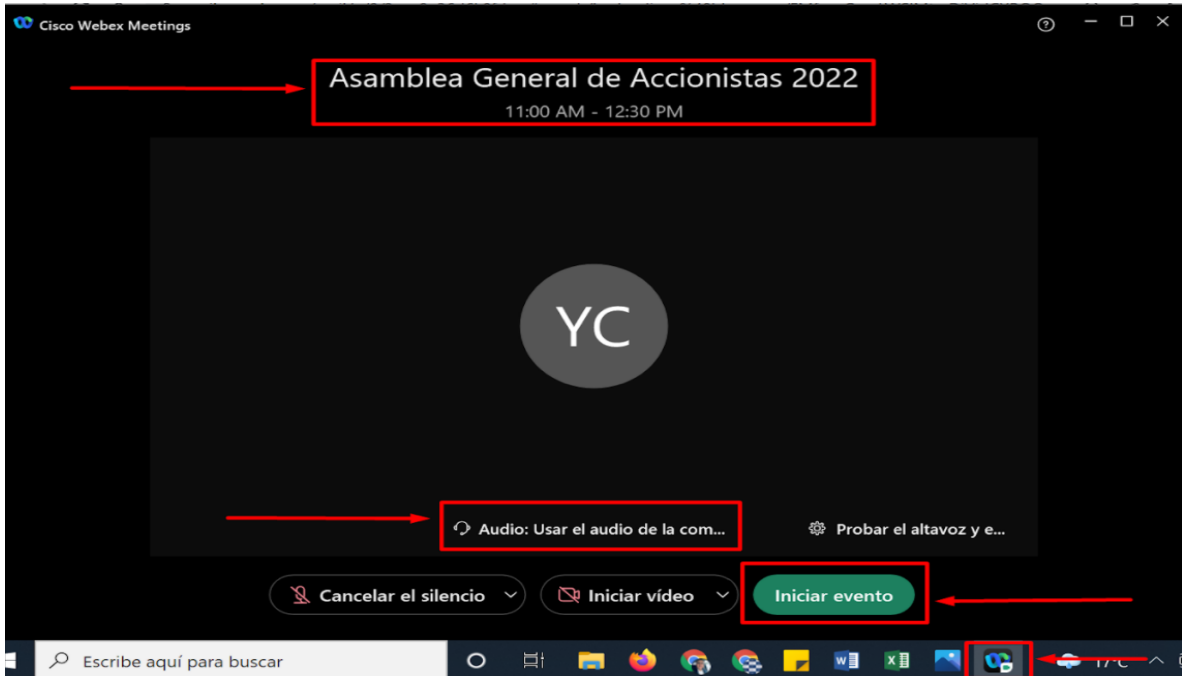 Cisco Webex Meetings
Asamblea General de Accionistas 2022
11:00 AM - 12:30 PM
YC
Audio: Usar el audio de la com...
Probar el altavoz y e...
Cancelar el silencio
Iniciar vídeo
Iniciar evento
Escribe aquí para buscar
17°C